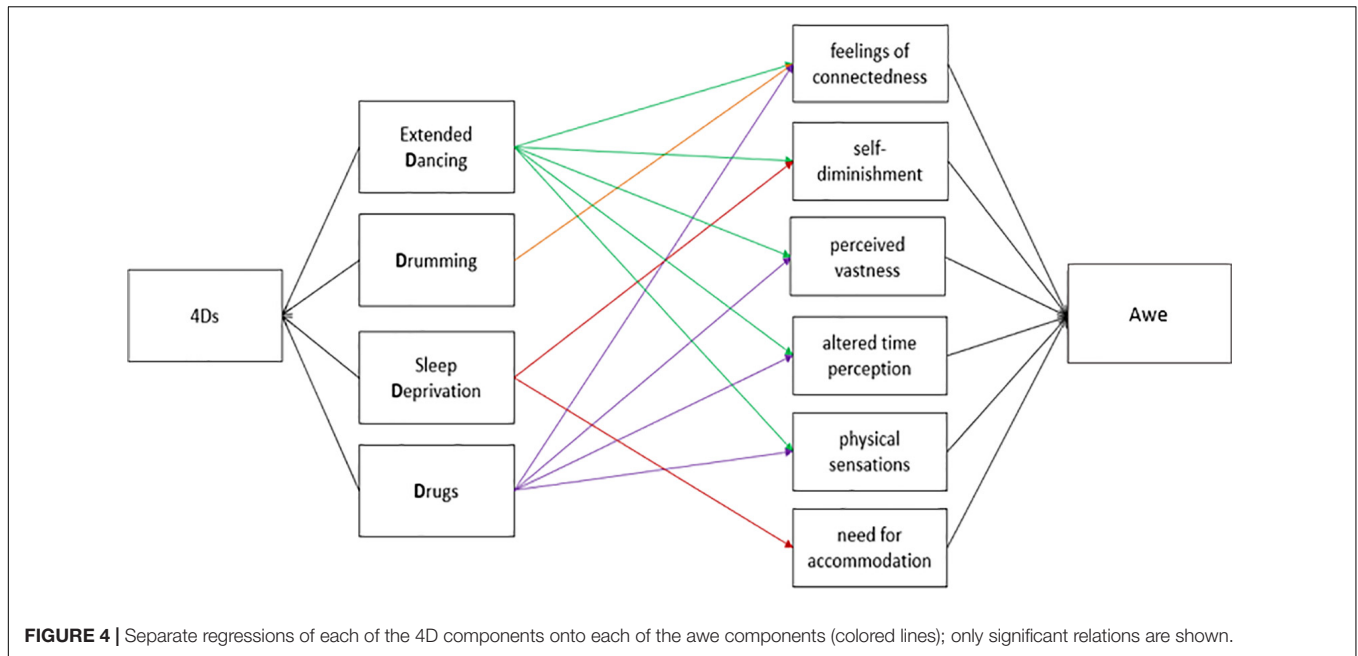 4Ds
Extended
Dancing
Drumming
Sleep
Deprivation
Drugs
feelings of
connectedness
self-
diminishment
perceived
vastness
altered time
perception
physical
sensations
need for
accommodation
Awe
FIGURE 4 | Separate regressions of each of the 4D components onto each of the awe components (colored lines); only significant relations are shown.